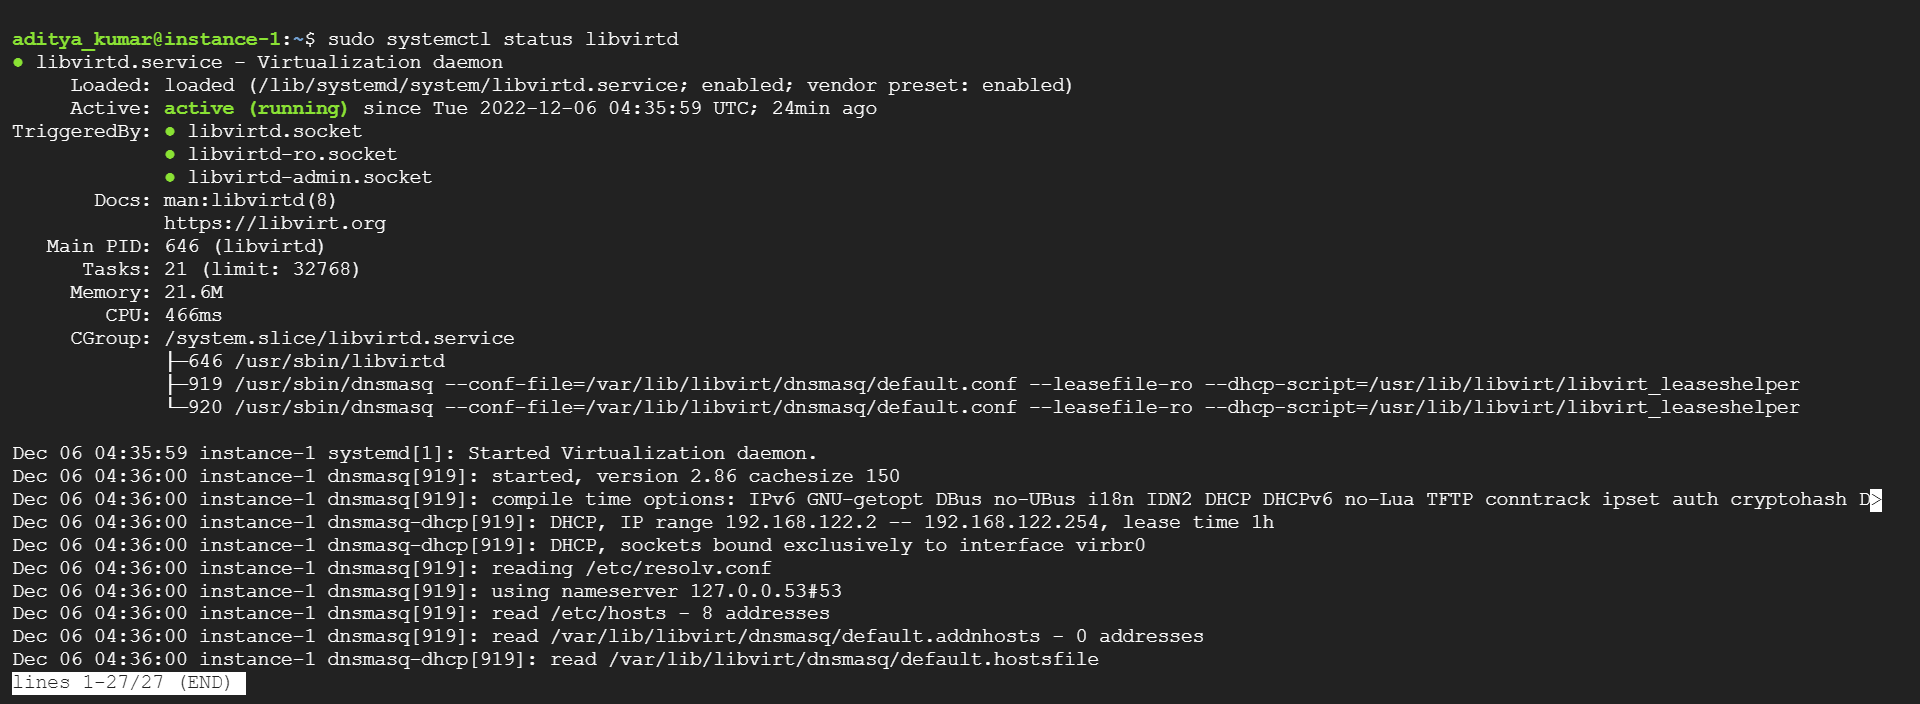 aditya_kumar@instance-1:~$ sudo systemctl status libvirtd
● libvirtd.service - Virtualization daemon
     Loaded: loaded (/lib/systemd/system/libvirtd.service; enabled; vendor preset: enabled)
     Active: active (running) since Tue 2022-12-06 04:35:59 UTC; 24min ago
TriggeredBy: ● libvirtd.socket
             ● libvirtd-ro.socket
             ● libvirtd-admin.socket
       Docs: man:libvirtd(8)
             https://libvirt.org
   Main PID: 646 (libvirtd)
      Tasks: 21 (limit: 32768)
     Memory: 21.6M
        CPU: 466ms
     CGroup: /system.slice/libvirtd.service
             ├─646 /usr/sbin/libvirtd
             ├─919 /usr/sbin/dnsmasq --conf-file=/var/lib/libvirt/dnsmasq/default.conf --leasefile-ro --dhcp-script=/usr/lib/libvirt/libvirt_leaseshelper
             └─920 /usr/sbin/dnsmasq --conf-file=/var/lib/libvirt/dnsmasq/default.conf --leasefile-ro --dhcp-script=/usr/lib/libvirt/libvirt_leaseshelper

Dec 06 04:35:59 instance-1 systemd[1]: Started Virtualization daemon.
Dec 06 04:36:00 instance-1 dnsmasq[919]: started, version 2.86 cachesize 150
Dec 06 04:36:00 instance-1 dnsmasq[919]: compile time options: IPv6 GNU-getopt DBus no-UBus i18n IDN2 DHCP DHCPv6 no-Lua TFTP conntrack ipset auth cryptohash D>
Dec 06 04:36:00 instance-1 dnsmasq-dhcp[919]: DHCP, IP range 192.168.122.2 -- 192.168.122.254, lease time 1h
Dec 06 04:36:00 instance-1 dnsmasq-dhcp[919]: DHCP, sockets bound exclusively to interface virbr0
Dec 06 04:36:00 instance-1 dnsmasq[919]: reading /etc/resolv.conf
Dec 06 04:36:00 instance-1 dnsmasq[919]: using nameserver 127.0.0.53#53
Dec 06 04:36:00 instance-1 dnsmasq[919]: read /etc/hosts - 8 addresses
Dec 06 04:36:00 instance-1 dnsmasq[919]: read /var/lib/libvirt/dnsmasq/default.addnhosts - 0 addresses
Dec 06 04:36:00 instance-1 dnsmasq-dhcp[919]: read /var/lib/libvirt/dnsmasq/default.hostsfile
lines 1-27/27 (END)